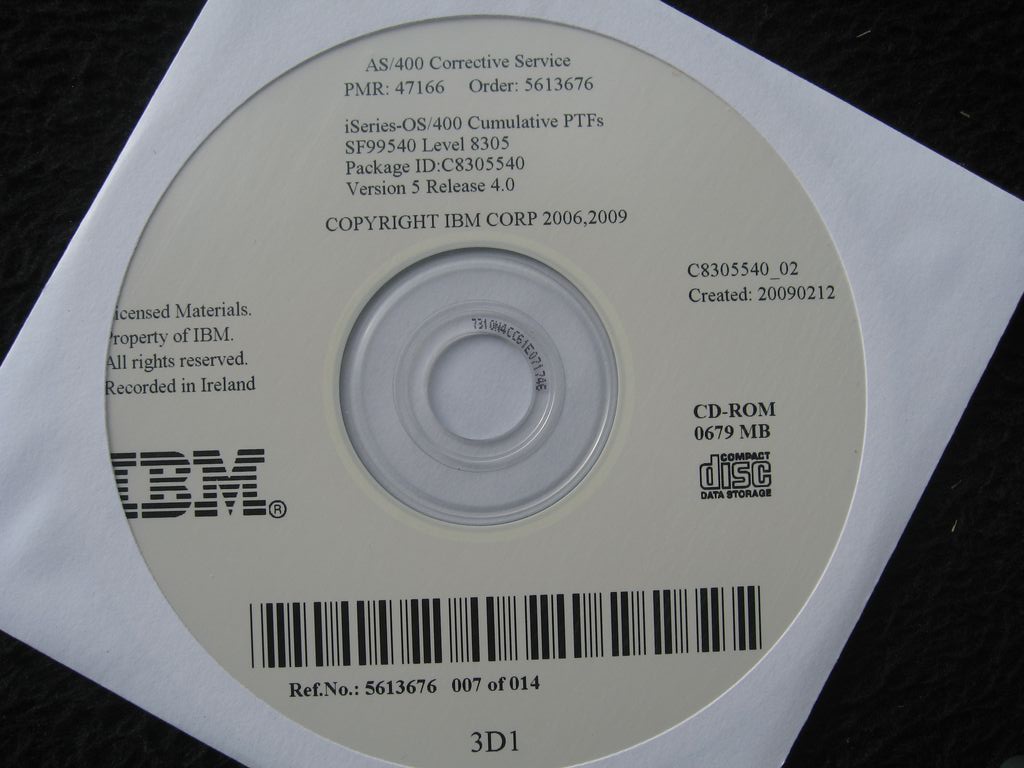 AS/400 Corrective Service
PMR: 47166 Order: 5613676
iSeries-OS/400 Cumulative PTFs
SF99540 Level 8305
Package ID:C8305540
Version 5 Release 4.0
COPYRIGHT IBM CORP 2006,2009
C8305540_02
Created: 20090212
icensed Materials.
roperty of IBM.
All rights reserved.
Recorded in Ireland
CD-ROM
0679 MB
COMPACT
disc
DATA STORAGE
IBM®
Ref.No.: 5613676 007 of 014
3D1